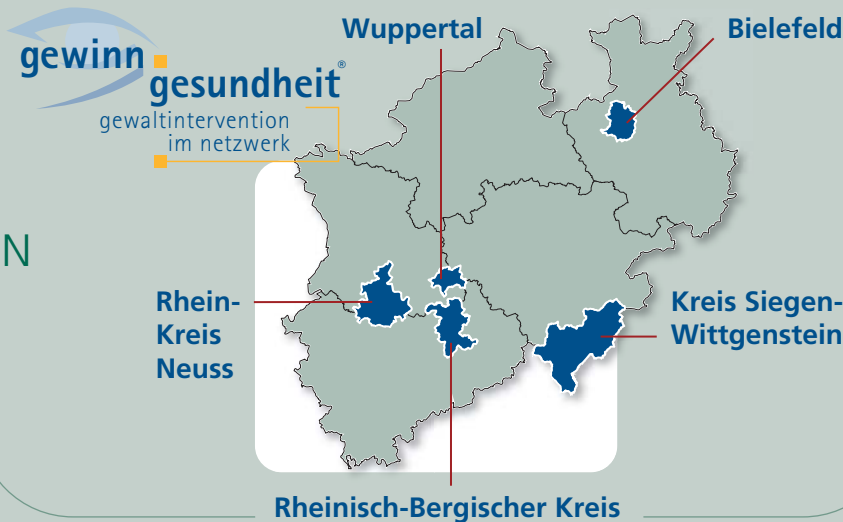 gewinn
gesundheit®
gewaltintervention
im netzwerk
Wuppertal
Bielefeld
N
Rhein-
Kreis
Neuss
Kreis Siegen-
Wittgenstein
Rheinisch-Bergischer Kreis